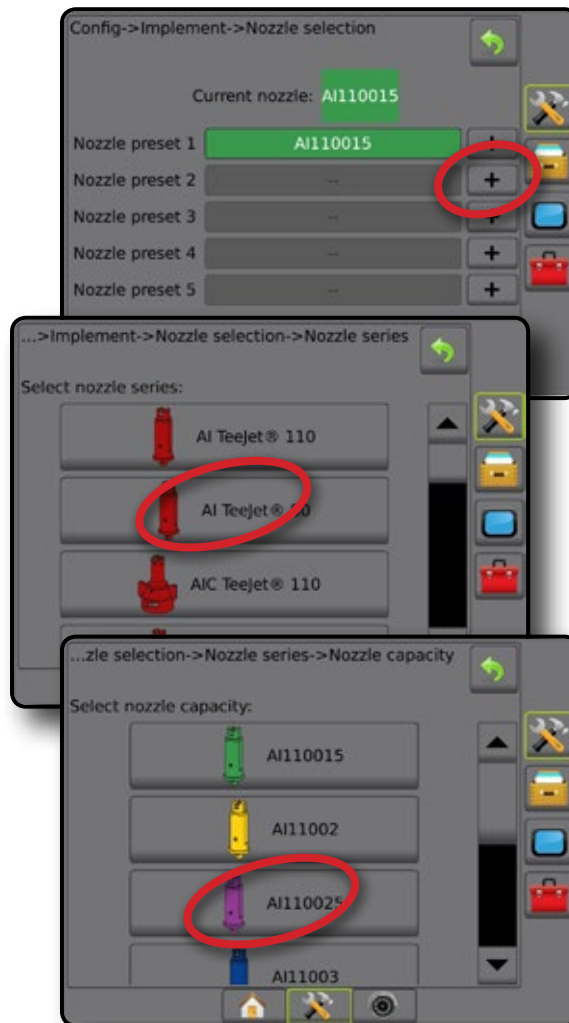 Config->Implement->Nozzle selection
Current nozzle: AI110015
Nozzle preset 1 AI110015 +
Nozzle preset 2 -- +
Nozzle preset 3 -- +
Nozzle preset 4 -- +
Nozzle preset 5 -- +
...>Implement->Nozzle selection->Nozzle series
Select nozzle series:
AI TeeJet® 110
AI TeeJet® 80
AIC TeeJet® 110
...zle selection->Nozzle series->Nozzle capacity
Select nozzle capacity:
AI110015
AI11002
AI110025
AI11003